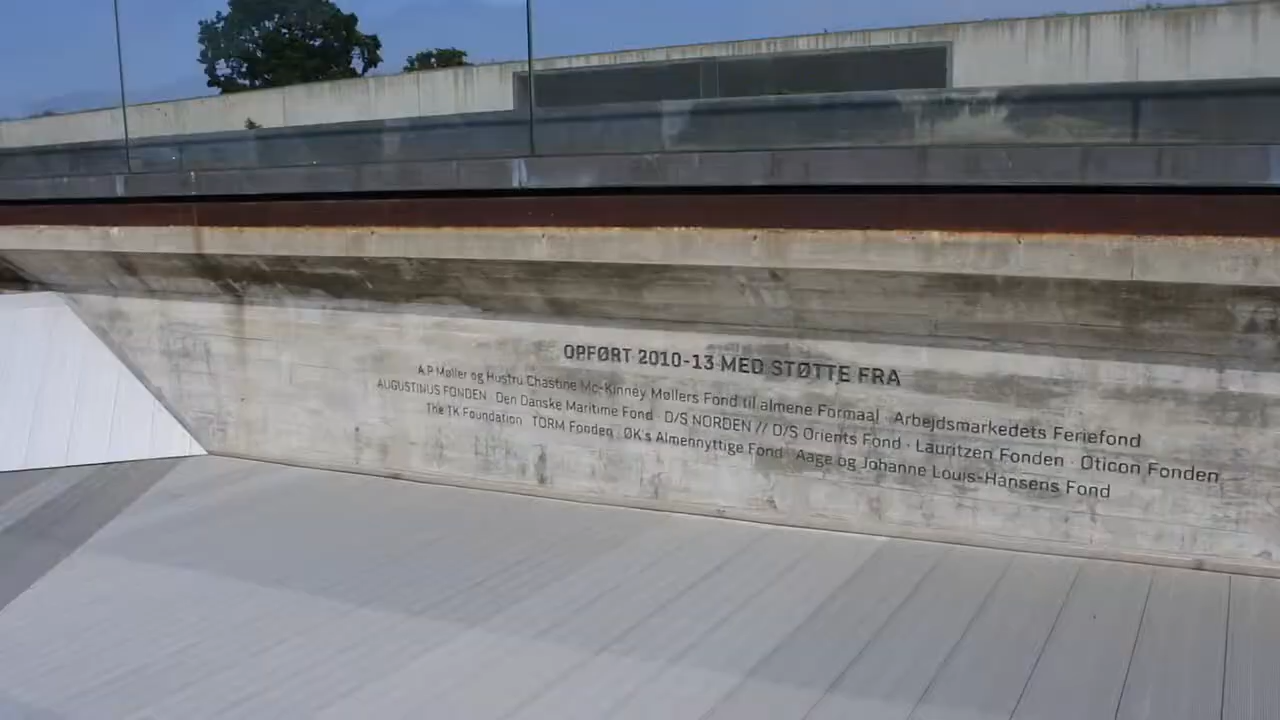 OPFØRT 2010-13 MED STØTTE FRA
A.P Møller og Hustru Chastine Mc-Kinney Møllers Fond til almene Formaal · Arbejdsmarkedets Feriefond
AUGUSTINUS FONDEN · Den Danske Maritime Fond · D/S NORDEN // D/S Orients Fond · Lauritzen Fonden · Oticon Fonden
The TK Foundation · TORM Fonden · ØK's Almennyttige Fond · Aage og Johanne Louis-Hansens Fond